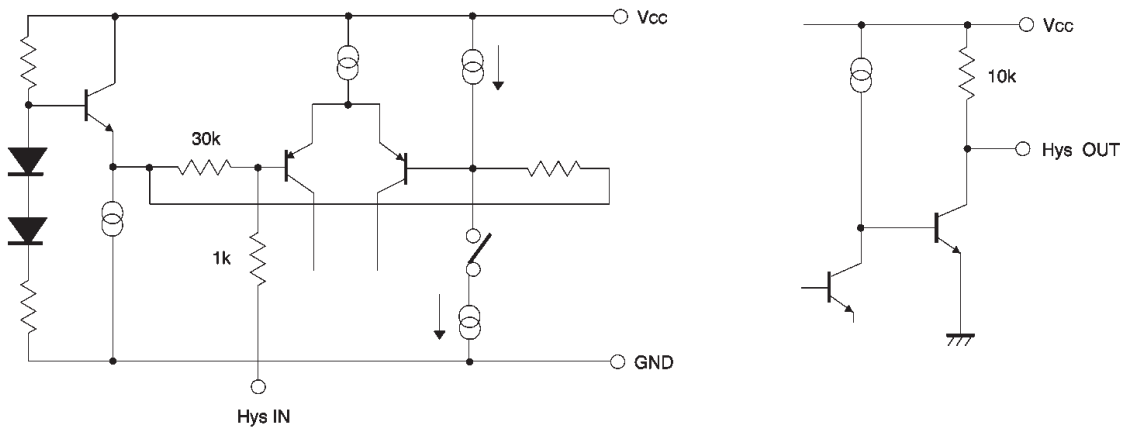 Vcc
30k
1k
GND
Hys IN
Vcc
10k
Hys OUT